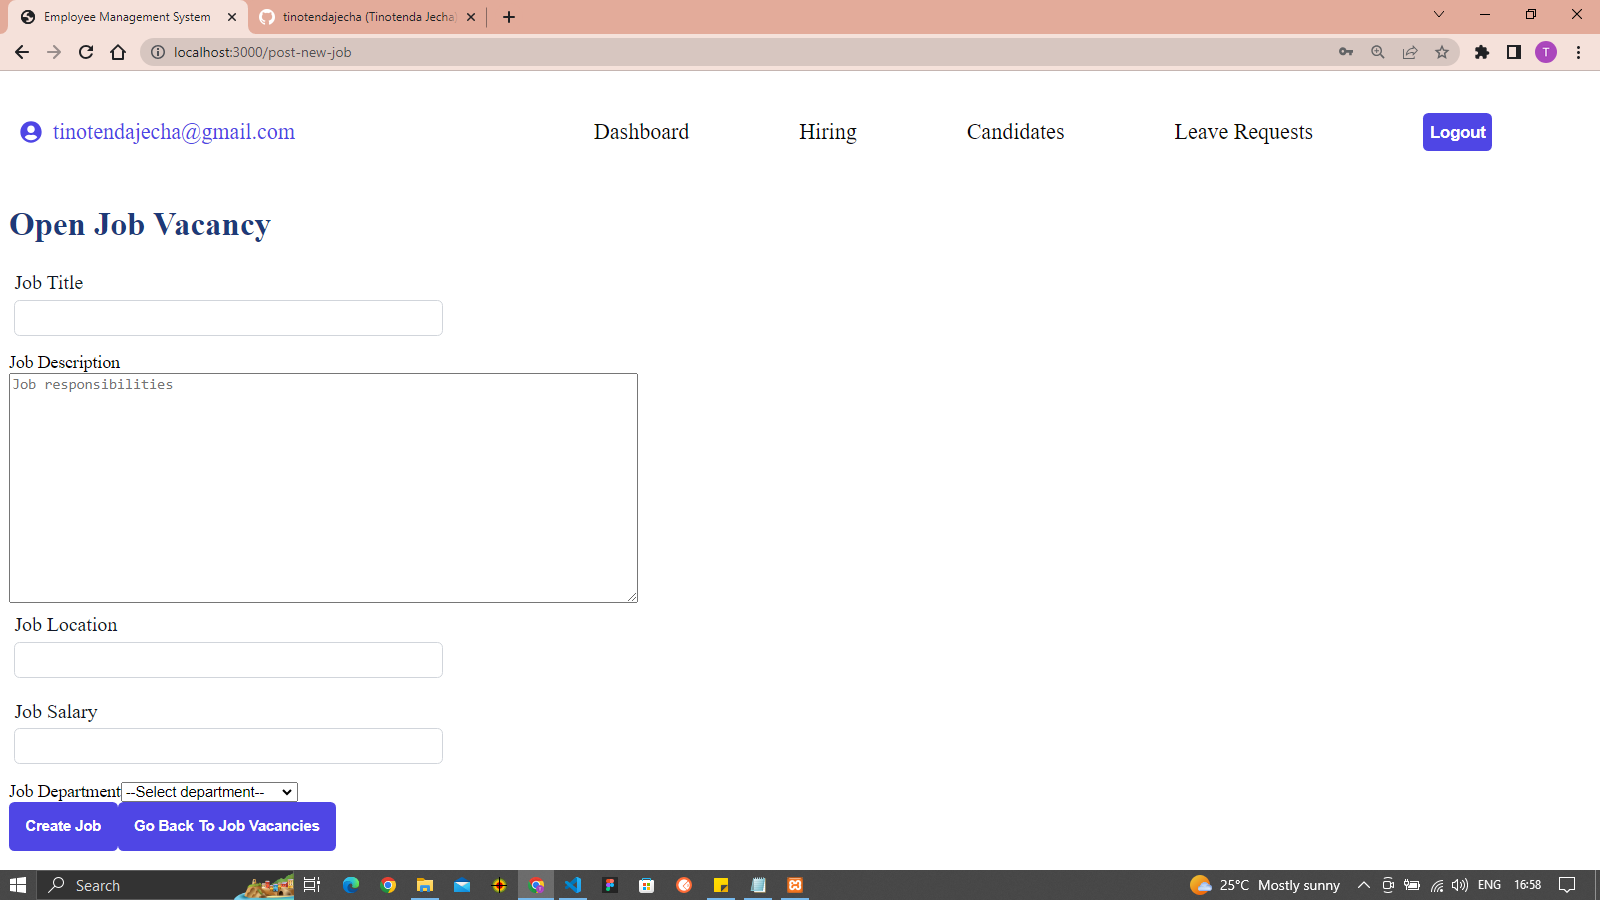 Employee Management System
tinotendajecha (Tinotenda Jecha)
localhost:3000/post-new-job
T
tinotendajecha@gmail.com
Dashboard
Hiring
Candidates
Leave Requests
Logout
Open Job Vacancy
Job Title
Job Description
Job responsibilities
Job Location
Job Salary
Job Department --Select department--
Create Job
Go Back To Job Vacancies
Search
25°C Mostly sunny
ENG
16:58